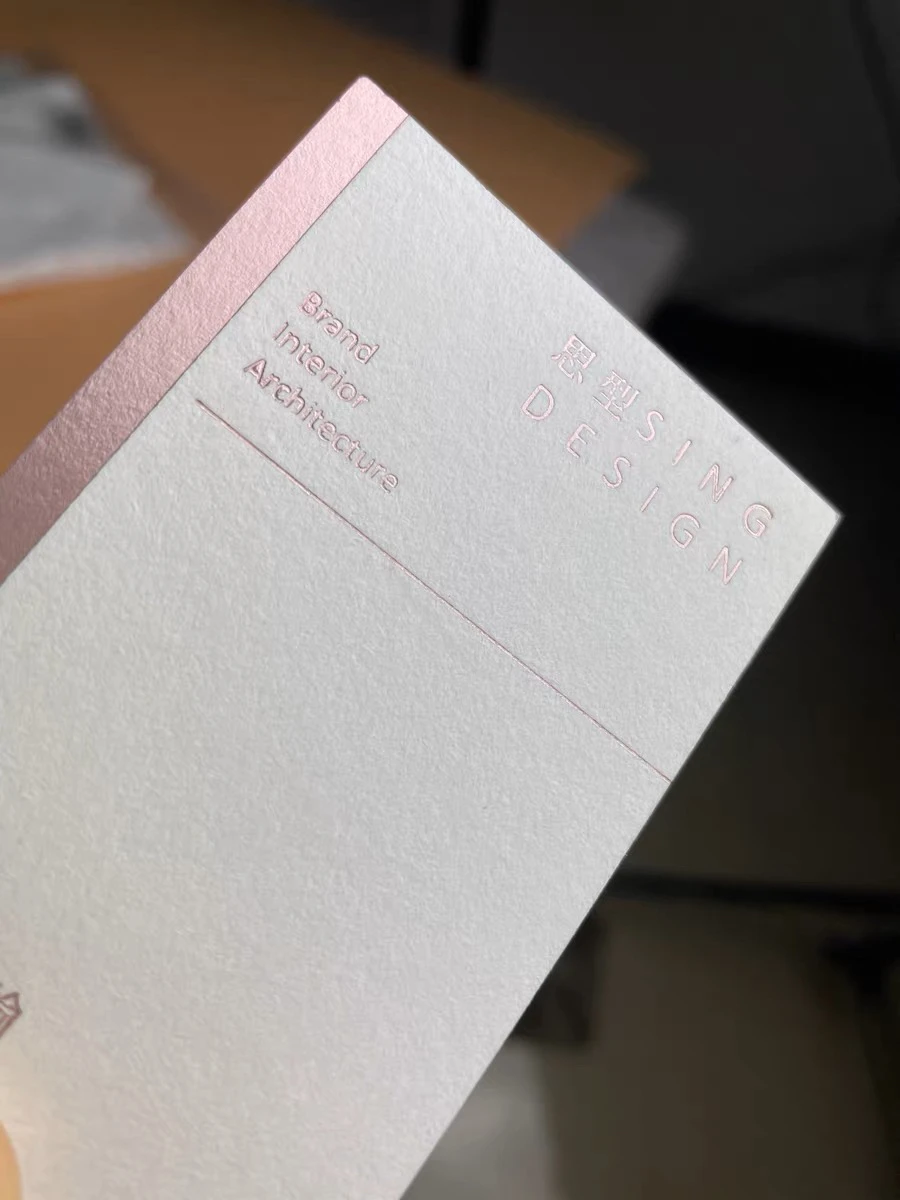 Brand
Interior
Architecture
思型SING
DESIGN